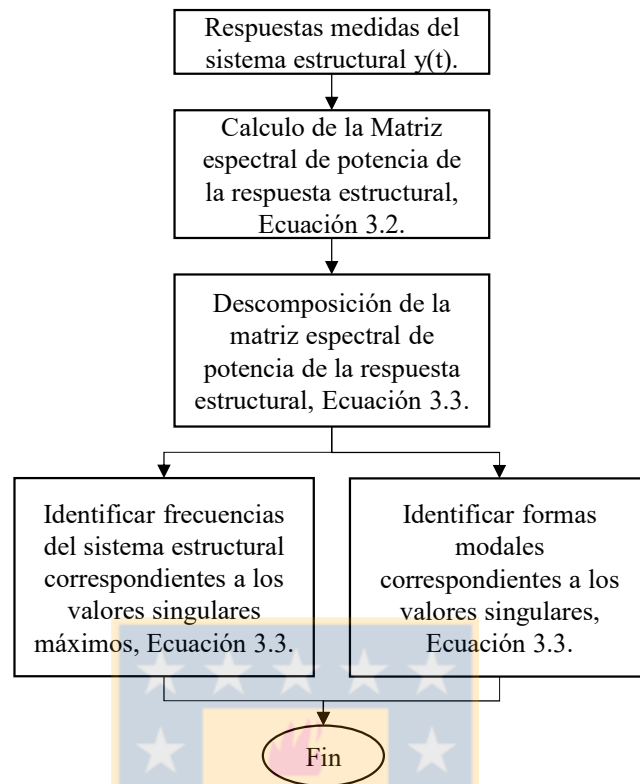 Respuestas medidas del
sistema estructural y(t).
Calculo de la Matriz
espectral de potencia de
la respuesta estructural,
Ecuación 3.2.
Descomposición de la
matriz espectral de
potencia de la respuesta
estructural, Ecuación 3.3.
Identificar frecuencias
del sistema estructural
correspondientes a los
valores singulares
máximos, Ecuación 3.3.
Identificar formas
modales
correspondientes a los
valores singulares,
Ecuación 3.3.
Fin